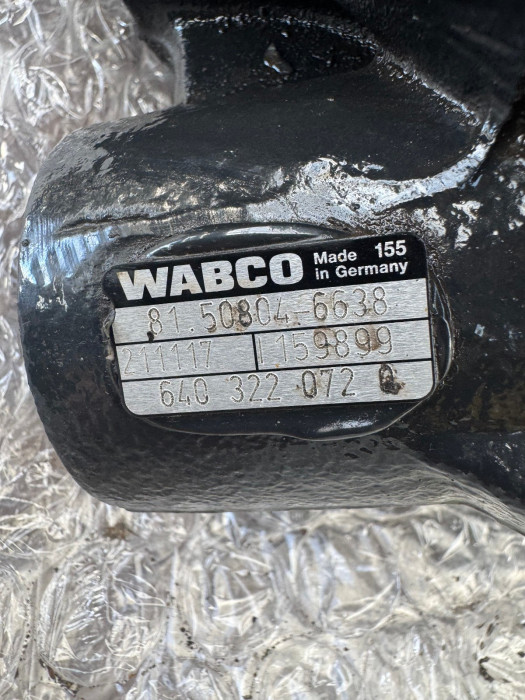 WABCO Made 155
in Germany
81.50804-6638
211117 159899
640 322 072 0